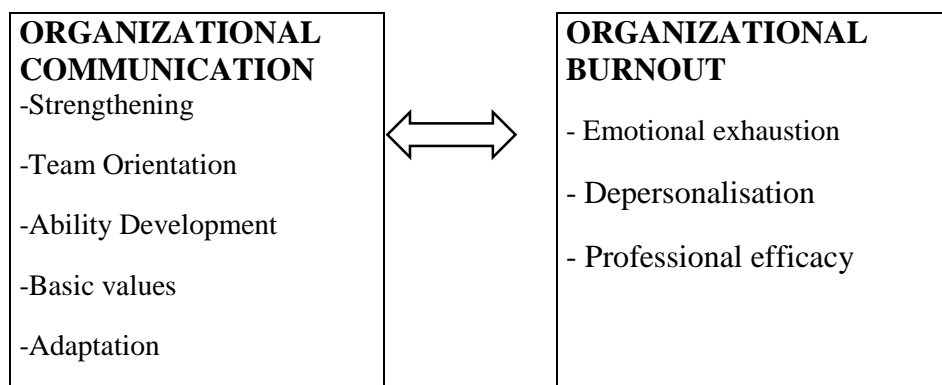 ORGANIZATIONAL
COMMUNICATION
-Strengthening
-Team Orientation
-Ability Development
-Basic values
-Adaptation
ORGANIZATIONAL
BURNOUT
- Emotional exhaustion
- Depersonalisation
- Professional efficacy